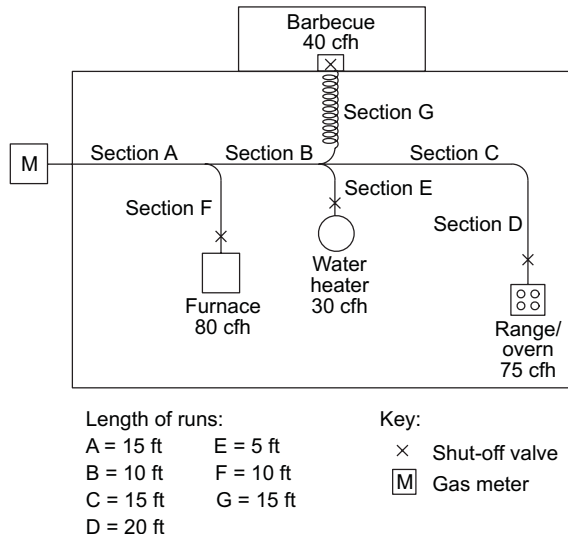 Barbecue
40 cfh
Section G
M
Section A
Section B
Section C
Section E
Section F
Section D
Water
heater
30 cfh
Furnace
80 cfh
Range/
overn
75 cfh
Length of runs:
A = 15 ft
E = 5 ft
B = 10 ft
F = 10 ft
C = 15 ft
G = 15 ft
D = 20 ft
Key:
Shut-off valve
M
Gas meter